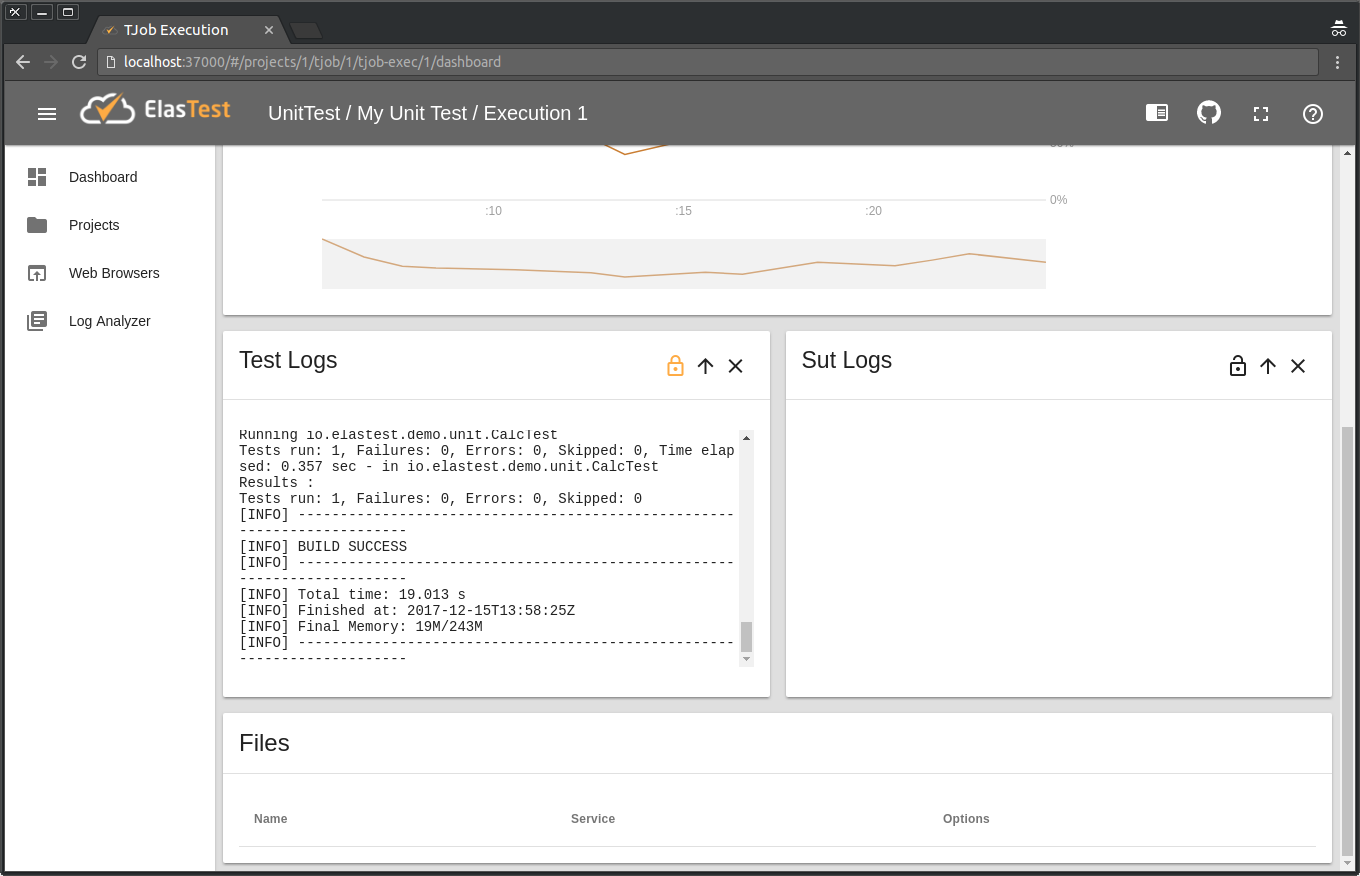 TJob Execution
localhost:37000/#/projects/1/tjob/1/tjob-exec/1/dashboard
ElasTest
UnitTest / My Unit Test / Execution 1
Dashboard
Projects
Web Browsers
Log Analyzer
0%
:10 :15 :20
Test Logs
Running io.elastest.demo.unit.CalcTest
Tests run: 1, Failures: 0, Errors: 0, Skipped: 0, Time elap
sed: 0.357 sec - in io.elastest.demo.unit.CalcTest
Results :
Tests run: 1, Failures: 0, Errors: 0, Skipped: 0
[INFO] ----------------------------------------------------
--------------------
[INFO] BUILD SUCCESS
[INFO] ----------------------------------------------------
--------------------
[INFO] Total time: 19.013 s
[INFO] Finished at: 2017-12-15T13:58:25Z
[INFO] Final Memory: 19M/243M
[INFO] ----------------------------------------------------
--------------------
Sut Logs
Files
Name Service Options